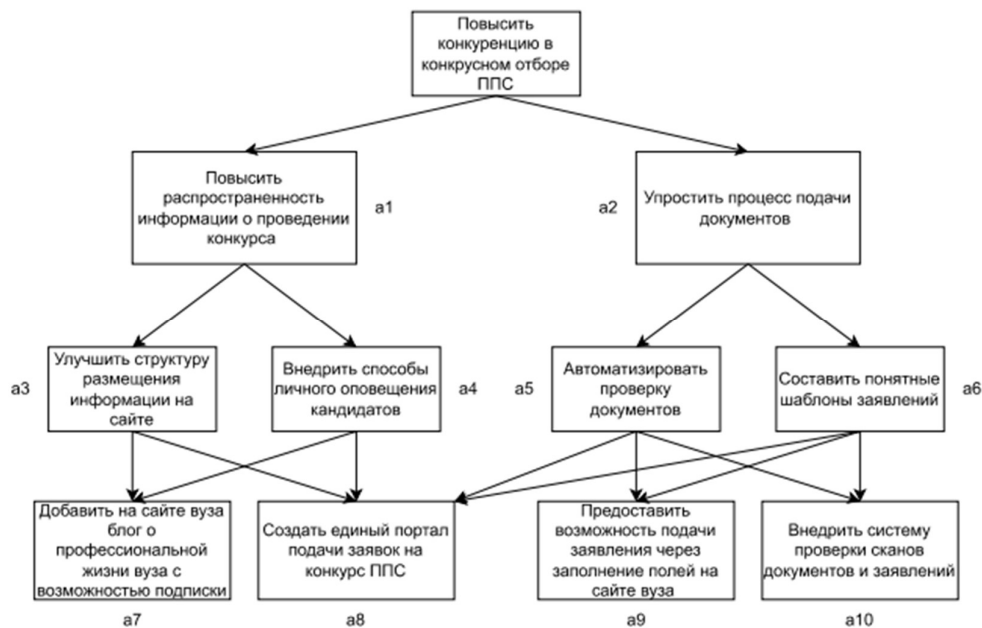 Повысить
конкуренцию в
конкрусном отборе
ППС
Повысить
распространенность
информации о проведении
конкурса
a1
a2
Упростить процесс подачи
документов
a3
Улучшить структуру
размещения
информации на
сайте
Внедрить способы
личного оповещения
кандидатов
a4
a5
Автоматизировать
проверку
документов
Составить понятные
шаблоны заявлений
a6
Добавить на сайте вуза
блог о
профессиональной
жизни вуза с
возможностью подписки
Создать единый портал
подачи заявок на
конкурс ППС
Предоставить
возможность подачи
заявления через
заполнение полей на
сайте вуза
Внедрить систему
проверки сканов
документов и заявлений
a7
a8
a9
a10